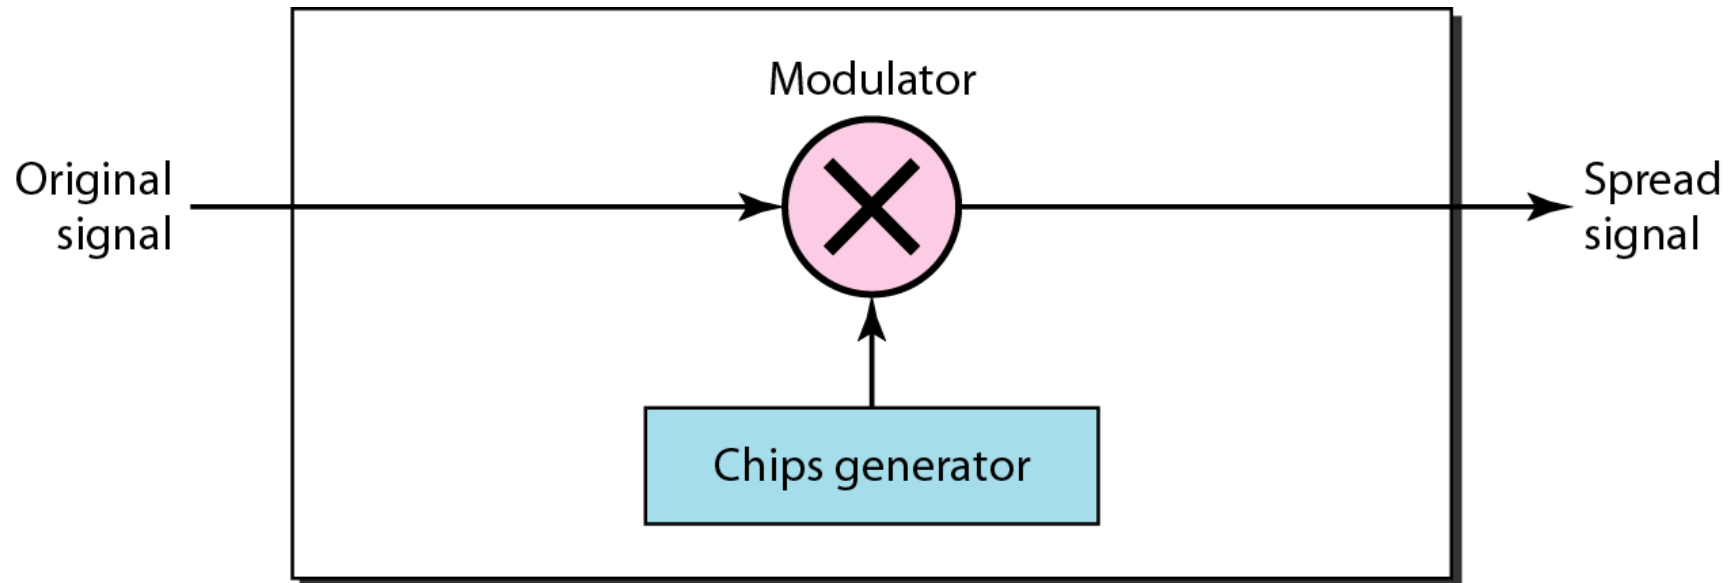 Modulator
Original
signal
Spread
signal
Chips generator